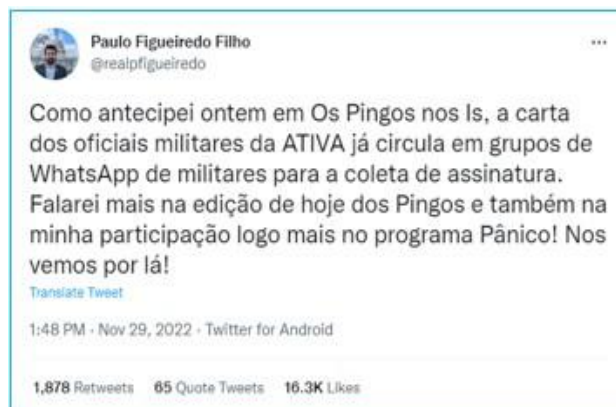 Paulo Figueiredo Filho
@realpfigueiredo
Como antecipei ontem em Os Pingos nos Is, a carta
dos oficiais militares da ATIVA já circula em grupos de
WhatsApp de militares para a coleta de assinatura.
Falarei mais na edição de hoje dos Pingos e também na
minha participação logo mais no programa Pânico! Nos
vemos por lá!
Translate Tweet
1:48 PM · Nov 29, 2022 · Twitter for Android
1,878 Retweets 65 Quote Tweets 16.3K Likes